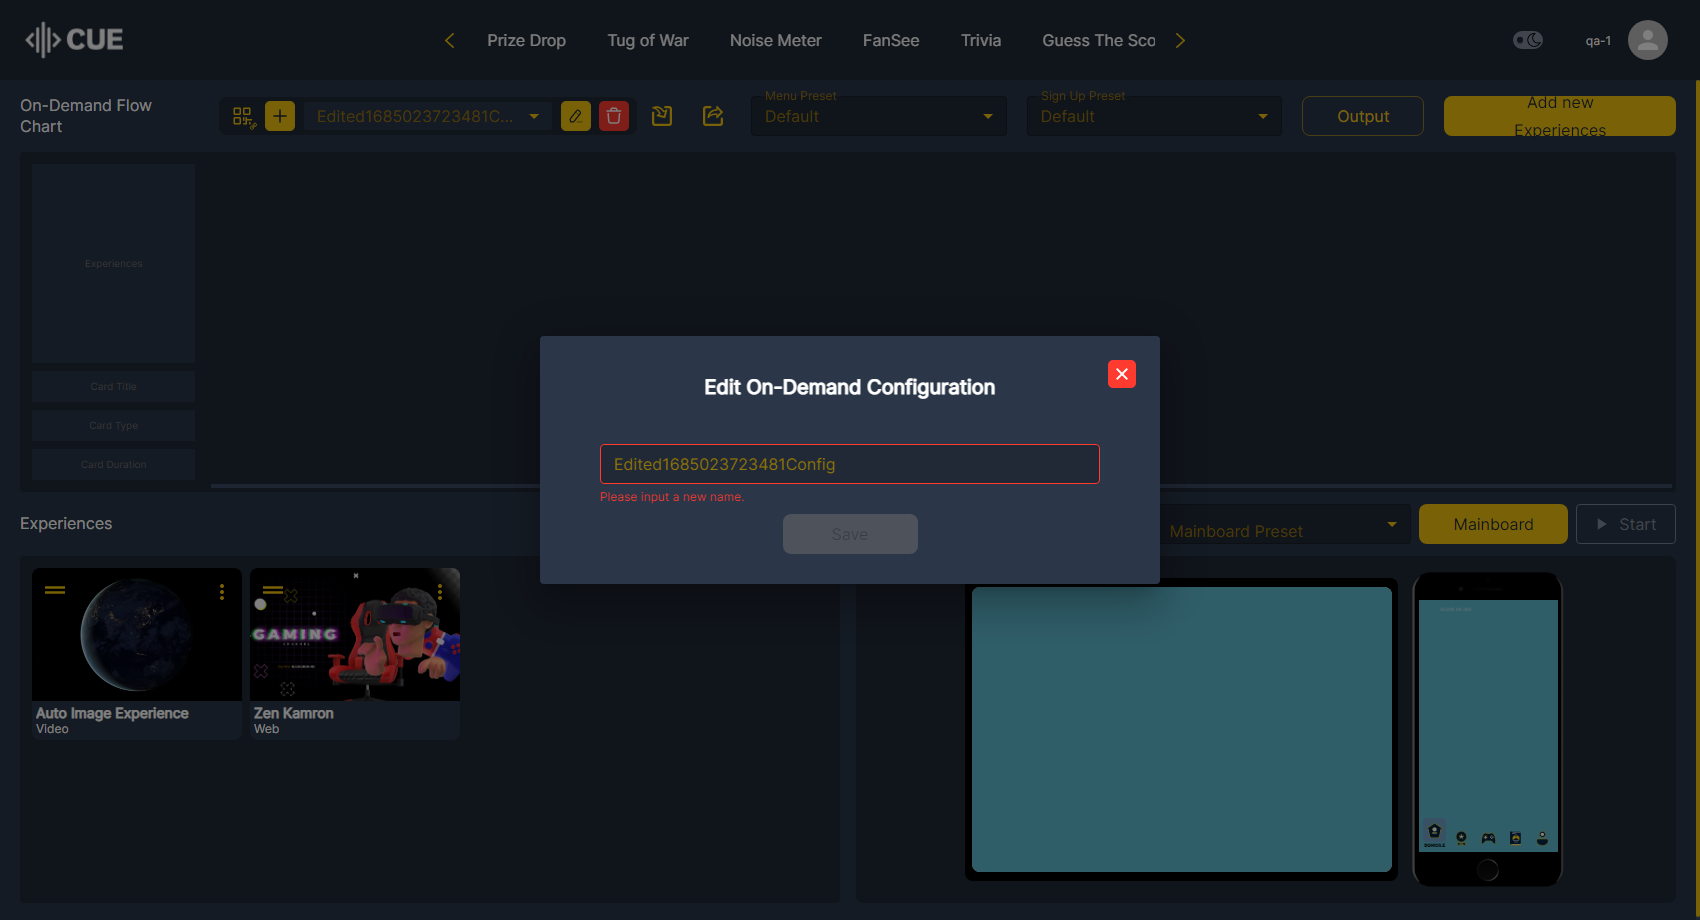 CUE
Prize Drop
Tug of War
Noise Meter
FanSee
Trivia
Guess The Sco
qa-1
On-Demand Flow
Chart
Edited1685023723481C...
Menu Preset
Default
Sign Up Preset
Default
Output
Add new
Experiences
Experiences
Card Title
Card Type
Card Duration
Edit On-Demand Configuration
Edited1685023723481Config
Please input a new name.
Save
Experiences
Mainboard Preset
Mainboard
Start
GAMING
Auto Image Experience
Video
Zen Kamron
Web